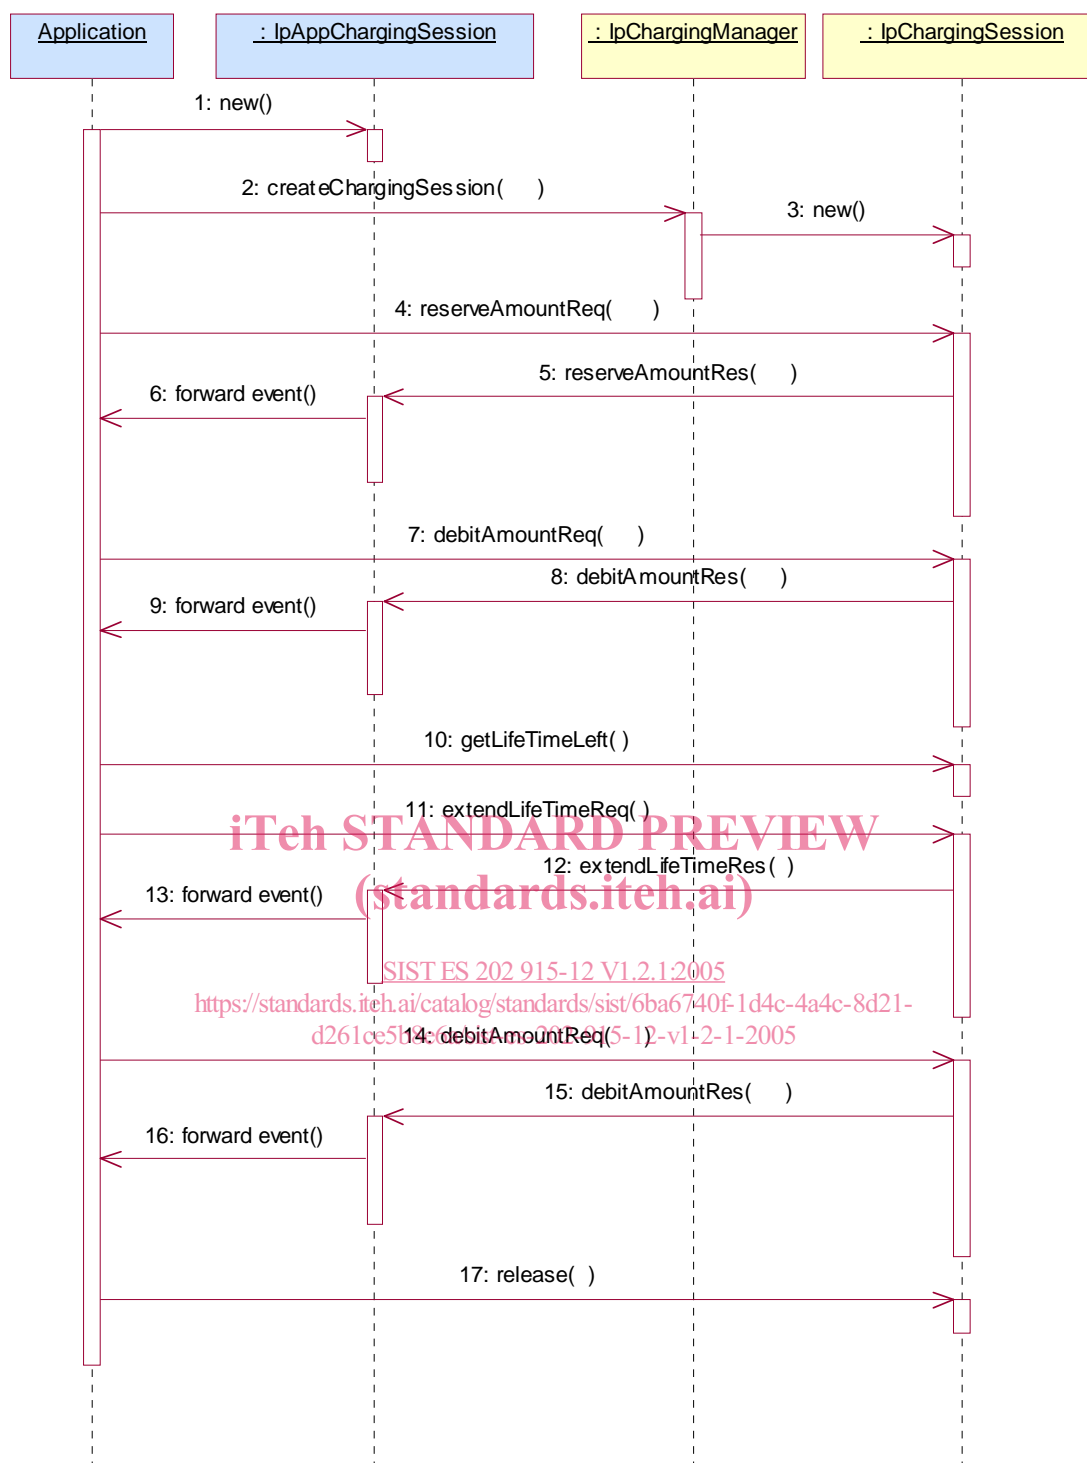 Application
: IpAppChargingSession
: IpChargingManager
: IpChargingSession
1: new()
2: createChargingSession( )
3: new()
4: reserveAmountReq( )
5: reserveAmountRes( )
6: forward event()
7: debitAmountReq( )
8: debitAmountRes( )
9: forward event()
10: getLifeTimeLeft( )
11: extendLifeTimeReq( )
iTeh STANDARD PREVIEW
12: extendLifeTimeRes( )
13: forward event()
(standards.iteh.ai)
SIST ES 202 915-12 V1.2.1:2005
https://standards.iteh.ai/catalog/standards/sist/6ba6740f-1d4c-4a4c-8d21-
14: debitAmountReq( )
15: debitAmountRes( )
16: forward event()
17: release( )